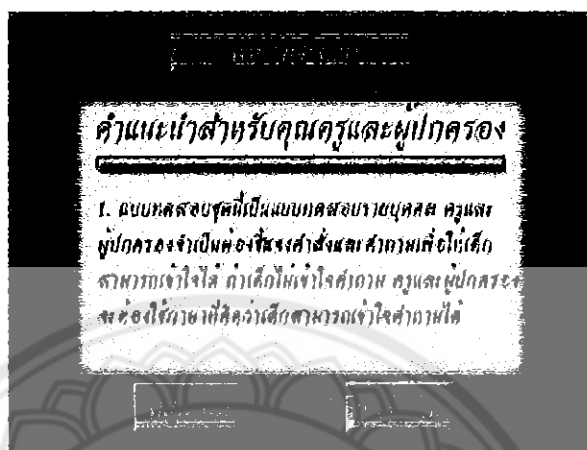 คำแนะนำสำหรับคุณครูและผู้ปกครอง
1. แบบทดสอบชุดนี้เป็นแบบทดสอบรายบุคคล ครูและ
ผู้ปกครองจำเป็นต้องชี้แจงคำสั่งและคำถามเพื่อให้เด็ก
สามารถเข้าใจได้ ถ้าเด็กไม่เข้าใจคำถาม ครูและผู้ปกครอง
จะต้องใช้ภาษาที่คิดว่าเด็กสามารถเข้าใจคำถามได้